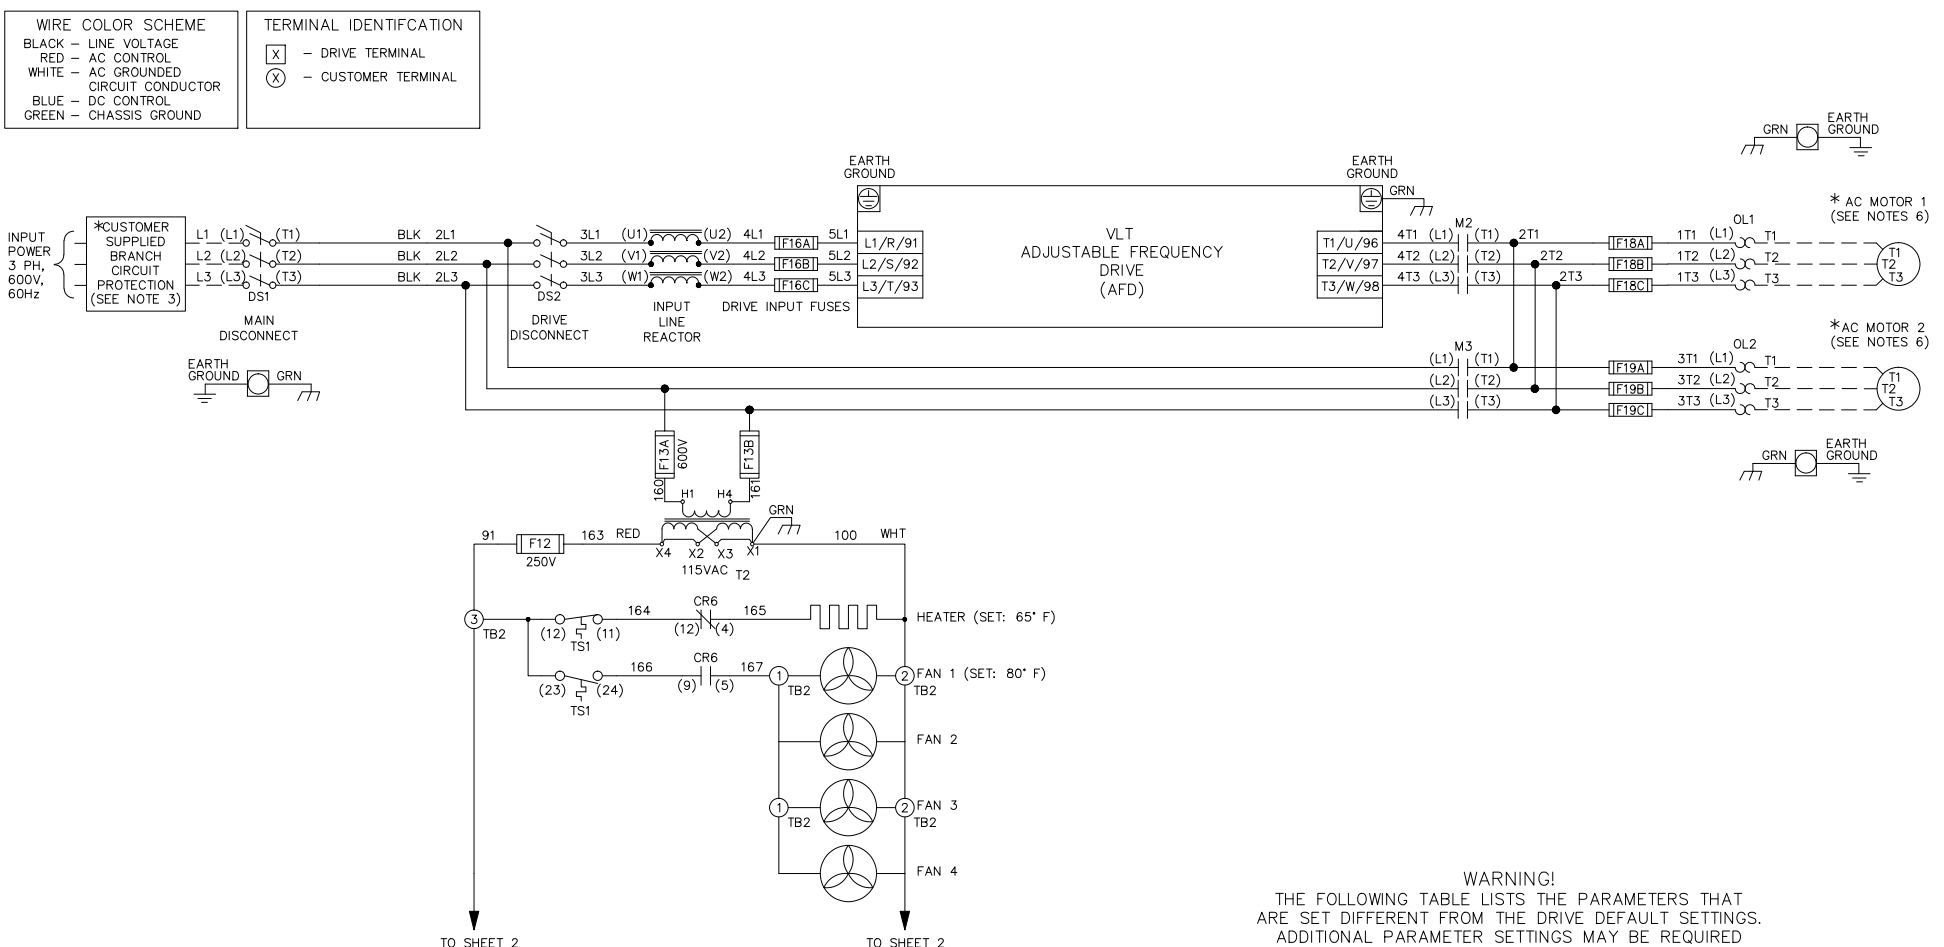 WIRE COLOR SCHEME
BLACK – LINE VOLTAGE
RED – AC CONTROL
WHITE – AC GROUNDED
CIRCUIT CONDUCTOR
BLUE – DC CONTROL
GREEN – CHASSIS GROUND
TERMINAL IDENTIFCATION
X – DRIVE TERMINAL
X – CUSTOMER TERMINAL
INPUT
POWER
3 PH,
600V,
60Hz
*CUSTOMER
SUPPLIED
BRANCH
CIRCUIT
PROTECTION
(SEE NOTE 3)
L1 (L1) (T1) BLK 2L1 3L1 (U1) (U2) 4L1 F16A 5L1 L1/R/91
L2 (L2) (T2) BLK 2L2 3L2 (V1) (V2) 4L2 F16B 5L2 L2/S/92
L3 (L3) (T3) BLK 2L3 3L3 (W1) (W2) 4L3 F16C 5L3 L3/T/93
DS1
MAIN
DISCONNECT
DS2
DRIVE
DISCONNECT
INPUT
LINE
REACTOR
DRIVE INPUT FUSES
EARTH
GROUND
GRN
EARTH
GROUND
VLT
ADJUSTABLE FREQUENCY
DRIVE
(AFD)
EARTH
GROUND
GRN
M2
T1/U/96 4T1 (L1) (T1) 2T1 F18A 1T1 (L1) T1
T2/V/97 4T2 (L2) (T2) 2T2 F18B 1T2 (L2) T2
T3/W/98 4T3 (L3) (T3) 2T3 F18C 1T3 (L3) T3
OL1
GRN
EARTH
GROUND
* AC MOTOR 1
(SEE NOTES 6)
T1
T2
T3
M3
(L1) (T1) F19A 3T1 (L1) T1
(L2) (T2) F19B 3T2 (L2) T2
(L3) (T3) F19C 3T3 (L3) T3
OL2
*AC MOTOR 2
(SEE NOTES 6)
T1
T2
T3
GRN
EARTH
GROUND
F13A
600V
F13B
160
161
H1 H4
GRN
91 F12 163 RED
250V
X4 X2 X3 X1
100 WHT
115VAC T2
3
TB2
(12) (11)
TS1
164
CR6
(12) (4)
165
HEATER (SET: 65° F)
(23) (24)
TS1
166
CR6
(9) (5)
167
1
TB2
2
TB2
FAN 1 (SET: 80° F)
FAN 2
1
TB2
2
TB2
FAN 3
FAN 4
TO SHEET 2
TO SHEET 2
WARNING!
THE FOLLOWING TABLE LISTS THE PARAMETERS THAT
ARE SET DIFFERENT FROM THE DRIVE DEFAULT SETTINGS.
ADDITIONAL PARAMETER SETTINGS MAY BE REQUIRED